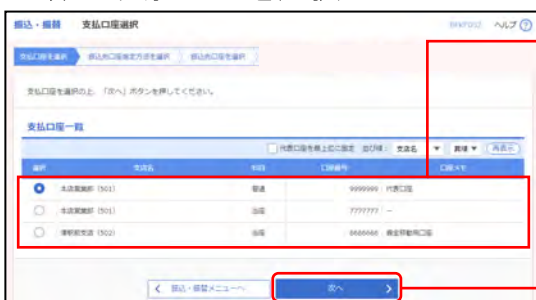 振込・振替 支払口座選択 BKKF002 ヘルプ
支払口座を選択 振込先口座指定方法を選択 振込先口座を選択
支払口座を選択の上、「次へ」ボタンを押してください。
支払口座一覧
代表口座を最上位に固定 並び順: 支店名 昇順 再表示
選択 支店名 科目 口座番号 口座メモ
本店営業部 (501) 普通 9999999 代表口座
本店営業部 (501) 当座 7777777 -
(502) 当座 6666666 資金移動用口座
振込・振替メニューへ 次へ